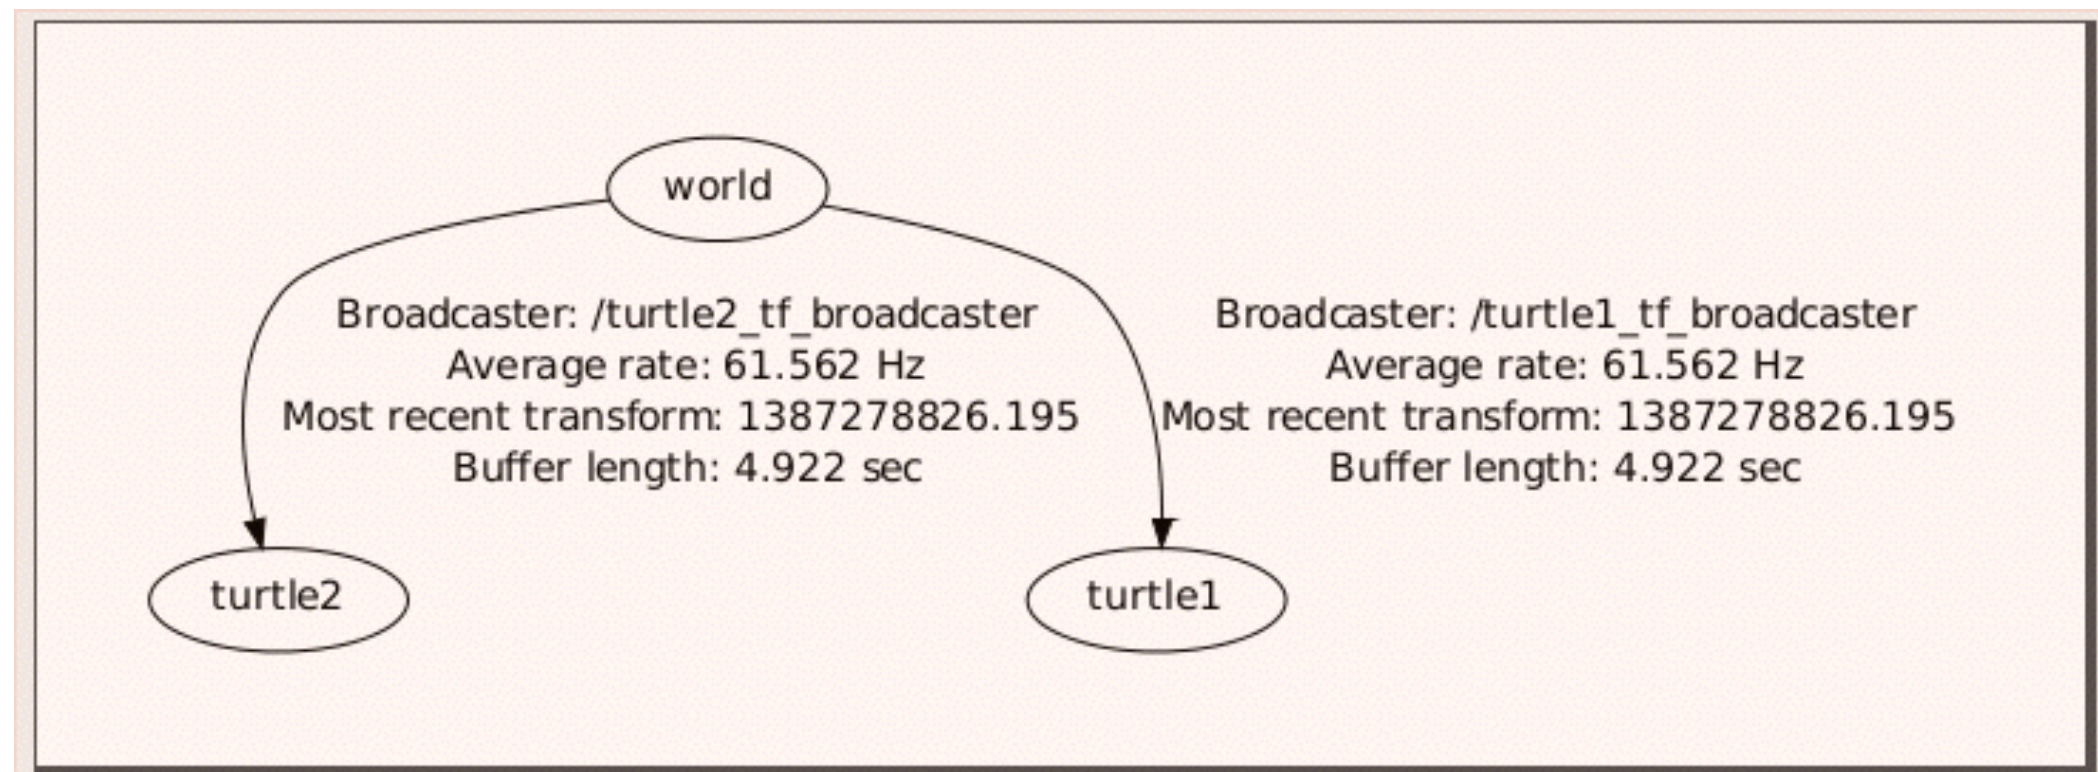 world
Broadcaster: /turtle2_tf_broadcaster
Average rate: 61.562 Hz
Most recent transform: 1387278826.195
Buffer length: 4.922 sec
Broadcaster: /turtle1_tf_broadcaster
Average rate: 61.562 Hz
Most recent transform: 1387278826.195
Buffer length: 4.922 sec
turtle2
turtle1